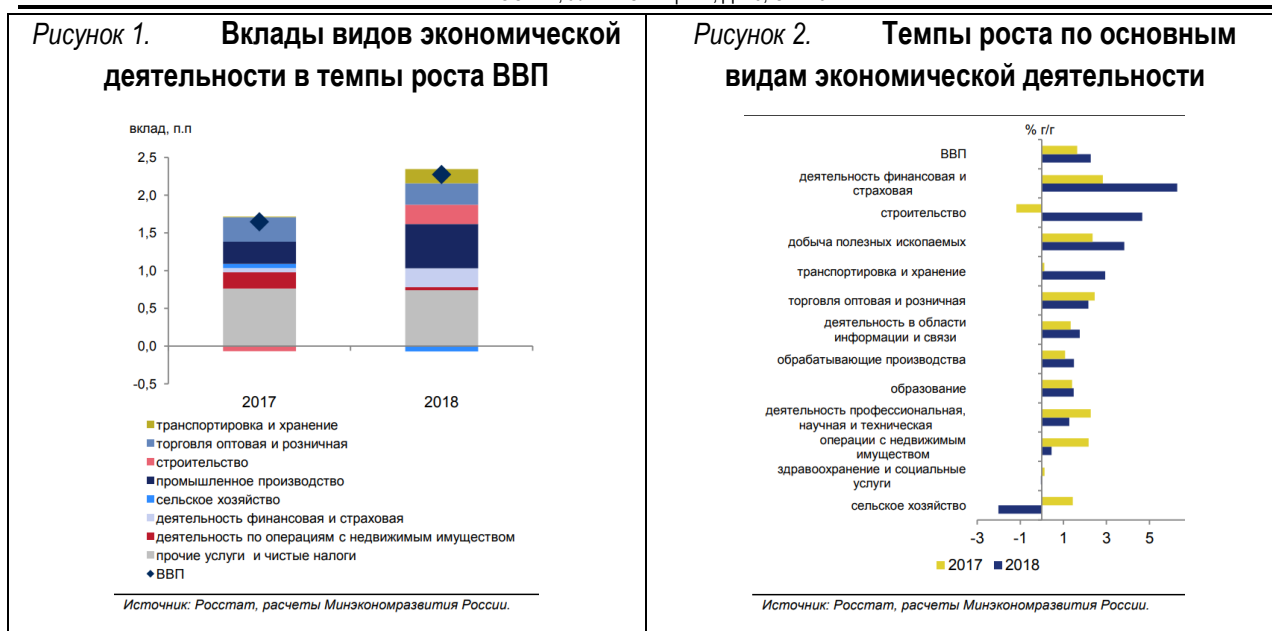 Рисунок 1. Вклады видов экономической
деятельности в темпы роста ВВП
вклад, п.п
2,5
2,0
1,5
1,0
0,5
0,0
-0,5
2017
2018
транспортировка и хранение
торговля оптовая и розничная
строительство
промышленное производство
сельское хозяйство
деятельность финансовая и страховая
деятельность по операциям с недвижимым имуществом
прочие услуги и чистые налоги
ВВП
Источник: Росстат, расчеты Минэкономразвития России.
Рисунок 2. Темпы роста по основным
видам экономической деятельности
% г/г
ВВП
деятельность финансовая и
страховая
строительство
добыча полезных ископаемых
транспортировка и хранение
торговля оптовая и розничная
деятельность в области
информации и связи
обрабатывающие производства
образование
деятельность профессиональная,
научная и техническая
операции с недвижимым
имуществом
здравоохранение и социальные
услуги
сельское хозяйство
-3 -1 1 3 5
2017 2018
Источник: Росстат, расчеты Минэкономразвития России.